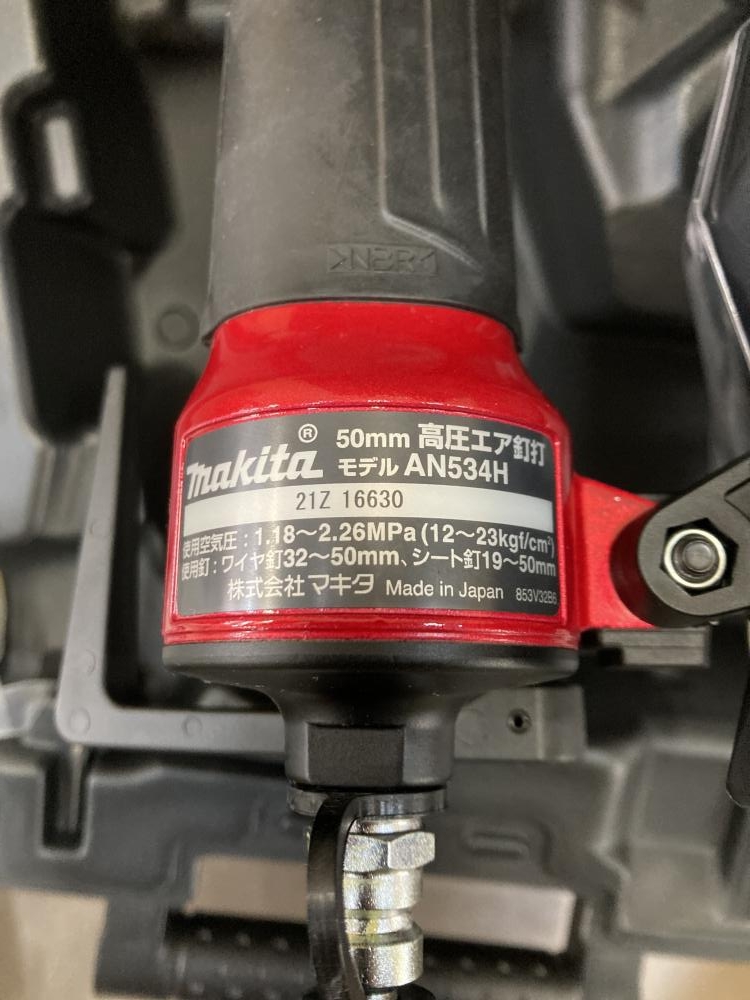 >N2R<
makita® 50mm 高圧エア釘打
モデル AN534H
21Z 16630
使用空気圧：1.18〜2.26MPa(12〜23kgf/cm²)
使用釘：ワイヤ釘32〜50mm、シート釘19〜50mm
株式会社マキタ Made in Japan 853V32B6